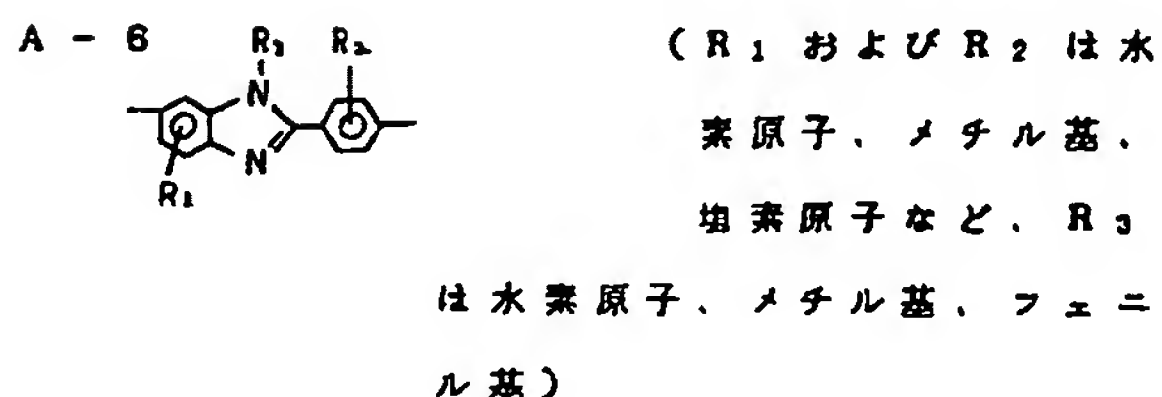 A - 6
R₃ R₂
N
N
R₁
(R₁ および R₂ は水
素原子、メチル基、
塩素原子など、R₃
は水素原子、メチル基、フェニ
ル基)